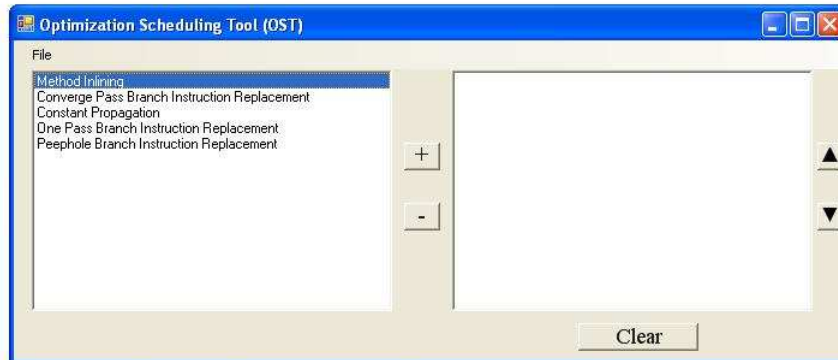 Optimization Scheduling Tool (OST)
File
Method Inlining
Converge Pass Branch Instruction Replacement
Constant Propagation
One Pass Branch Instruction Replacement
Peephole Branch Instruction Replacement
+
-
▲
▼
Clear